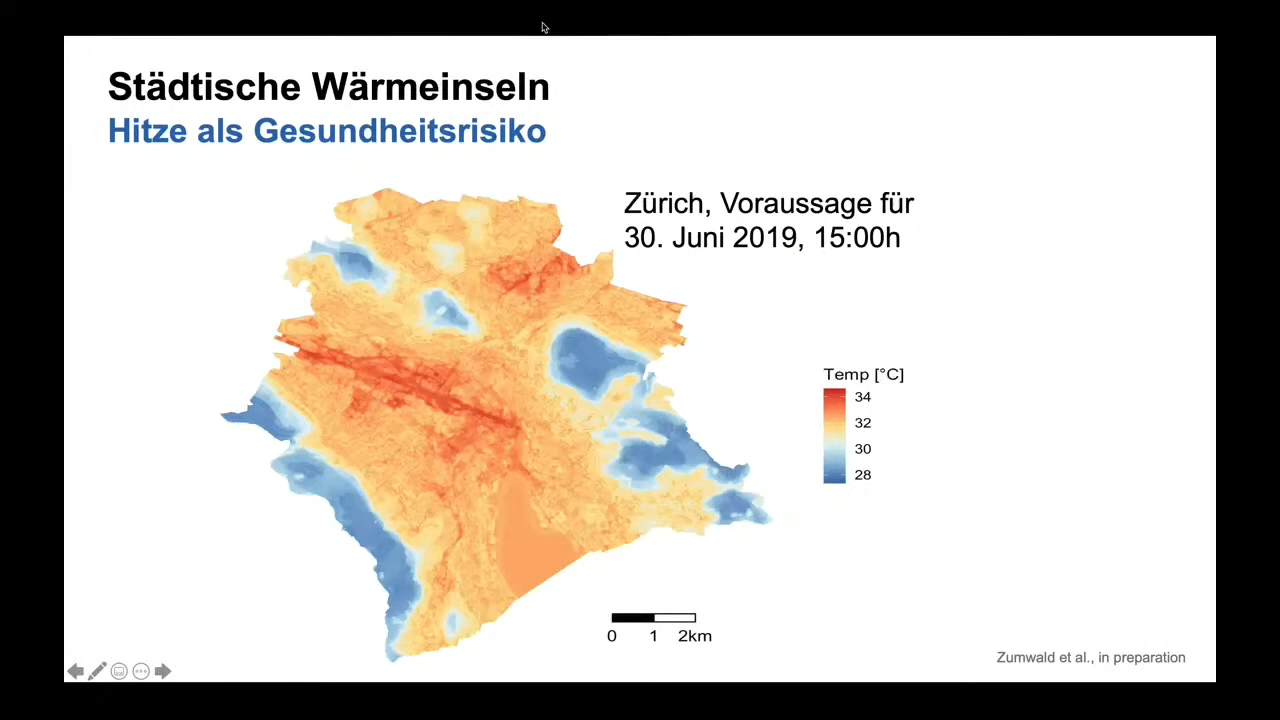 Städtische Wärmeinseln
Hitze als Gesundheitsrisiko
Zürich, Voraussage für
30. Juni 2019, 15:00h
Temp [°C]
34
32
30
28
0 1 2km
Zumwald et al., in preparation